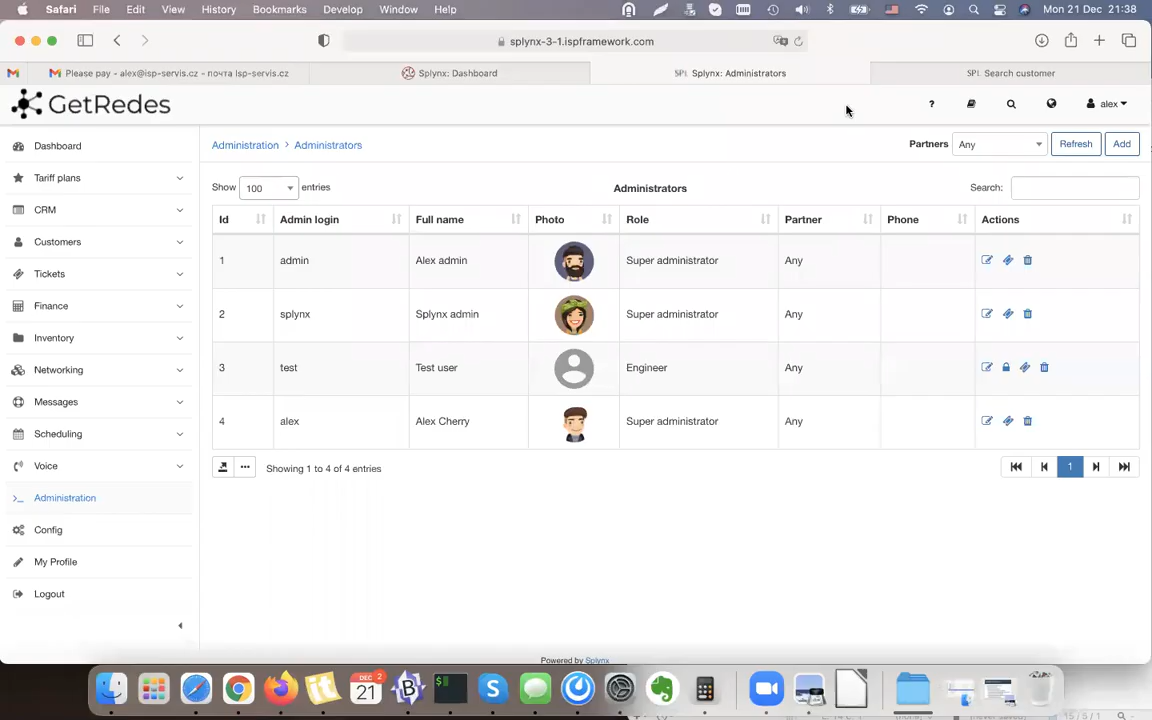 Safari File Edit View History Bookmarks Develop Window Help Mon 21 Dec 21:38
splynx-3-1.ispframework.com
Please pay - alex@isp-servis.cz - почта isp-servis.cz
Splynx: Dashboard
SPL Splynx: Administrators
SPL Search customer
GetRedes
? alex
Dashboard
Tariff plans
CRM
Customers
Tickets
Finance
Inventory
Networking
Messages
Scheduling
Voice
Administration
Config
My Profile
Logout
Administration > Administrators
Partners Any Refresh Add
Show 100 entries
Administrators
Search:
Id Admin login Full name Photo Role Partner Phone Actions
1 admin Alex admin Super administrator Any
2 splynx Splynx admin Super administrator Any
3 test Test user Engineer Any
4 alex Alex Cherry Super administrator Any
Showing 1 to 4 of 4 entries
1
Powered by Splynx
DEC 21 2